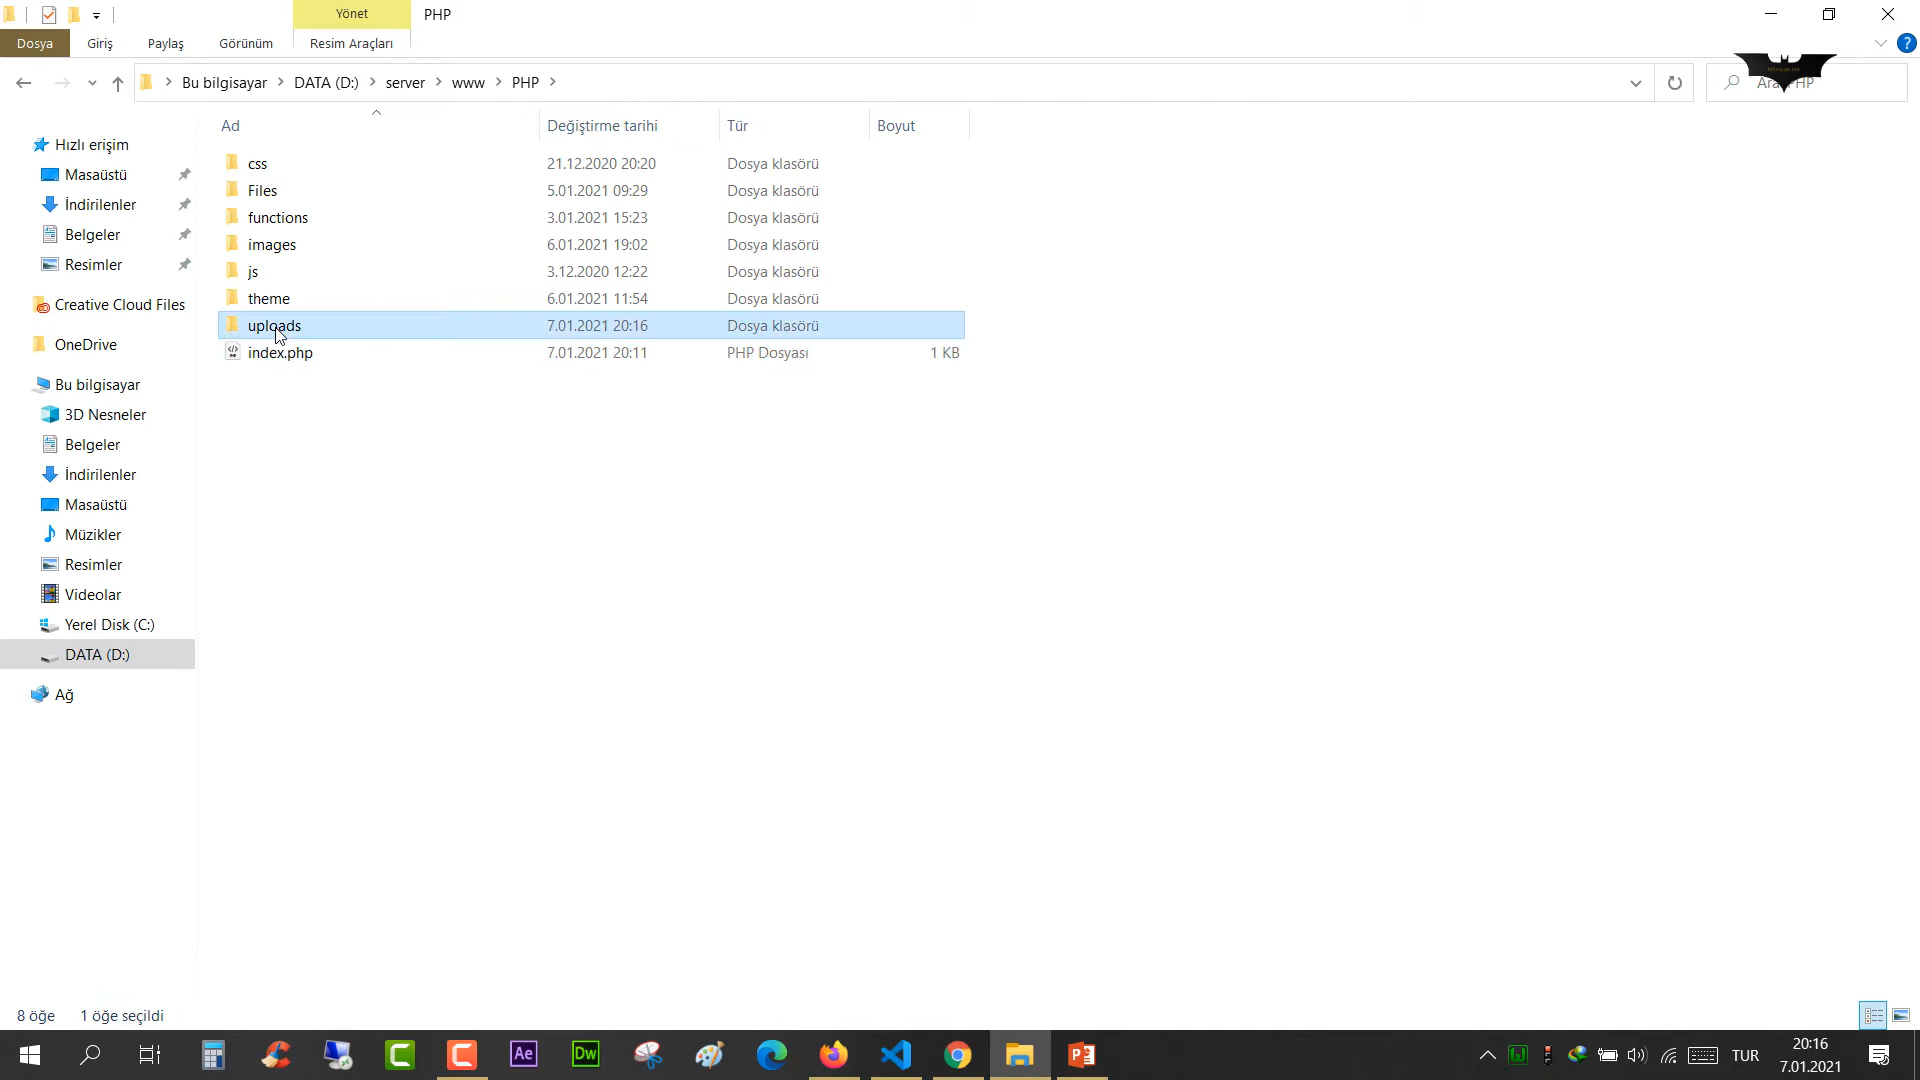 Yönet
PHP
Dosya
Giriş
Paylaş
Görünüm
Resim Araçları
Bu bilgisayar
DATA (D:)
server
www
PHP
Ara: PHP
Ad
Değiştirme tarihi
Tür
Boyut
Hızlı erişim
Masaüstü
İndirilenler
Belgeler
Resimler
Creative Cloud Files
OneDrive
Bu bilgisayar
3D Nesneler
Belgeler
İndirilenler
Masaüstü
Müzikler
Resimler
Videolar
Yerel Disk (C:)
DATA (D:)
Ağ
css 21.12.2020 20:20 Dosya klasörü
Files 5.01.2021 09:29 Dosya klasörü
functions 3.01.2021 15:23 Dosya klasörü
images 6.01.2021 19:02 Dosya klasörü
js 3.12.2020 12:22 Dosya klasörü
theme 6.01.2021 11:54 Dosya klasörü
uploads 7.01.2021 20:16 Dosya klasörü
index.php 7.01.2021 20:11 PHP Dosyası 1 KB
8 öğe 1 öğe seçildi
Ae
Dw
TUR
20:16
7.01.2021